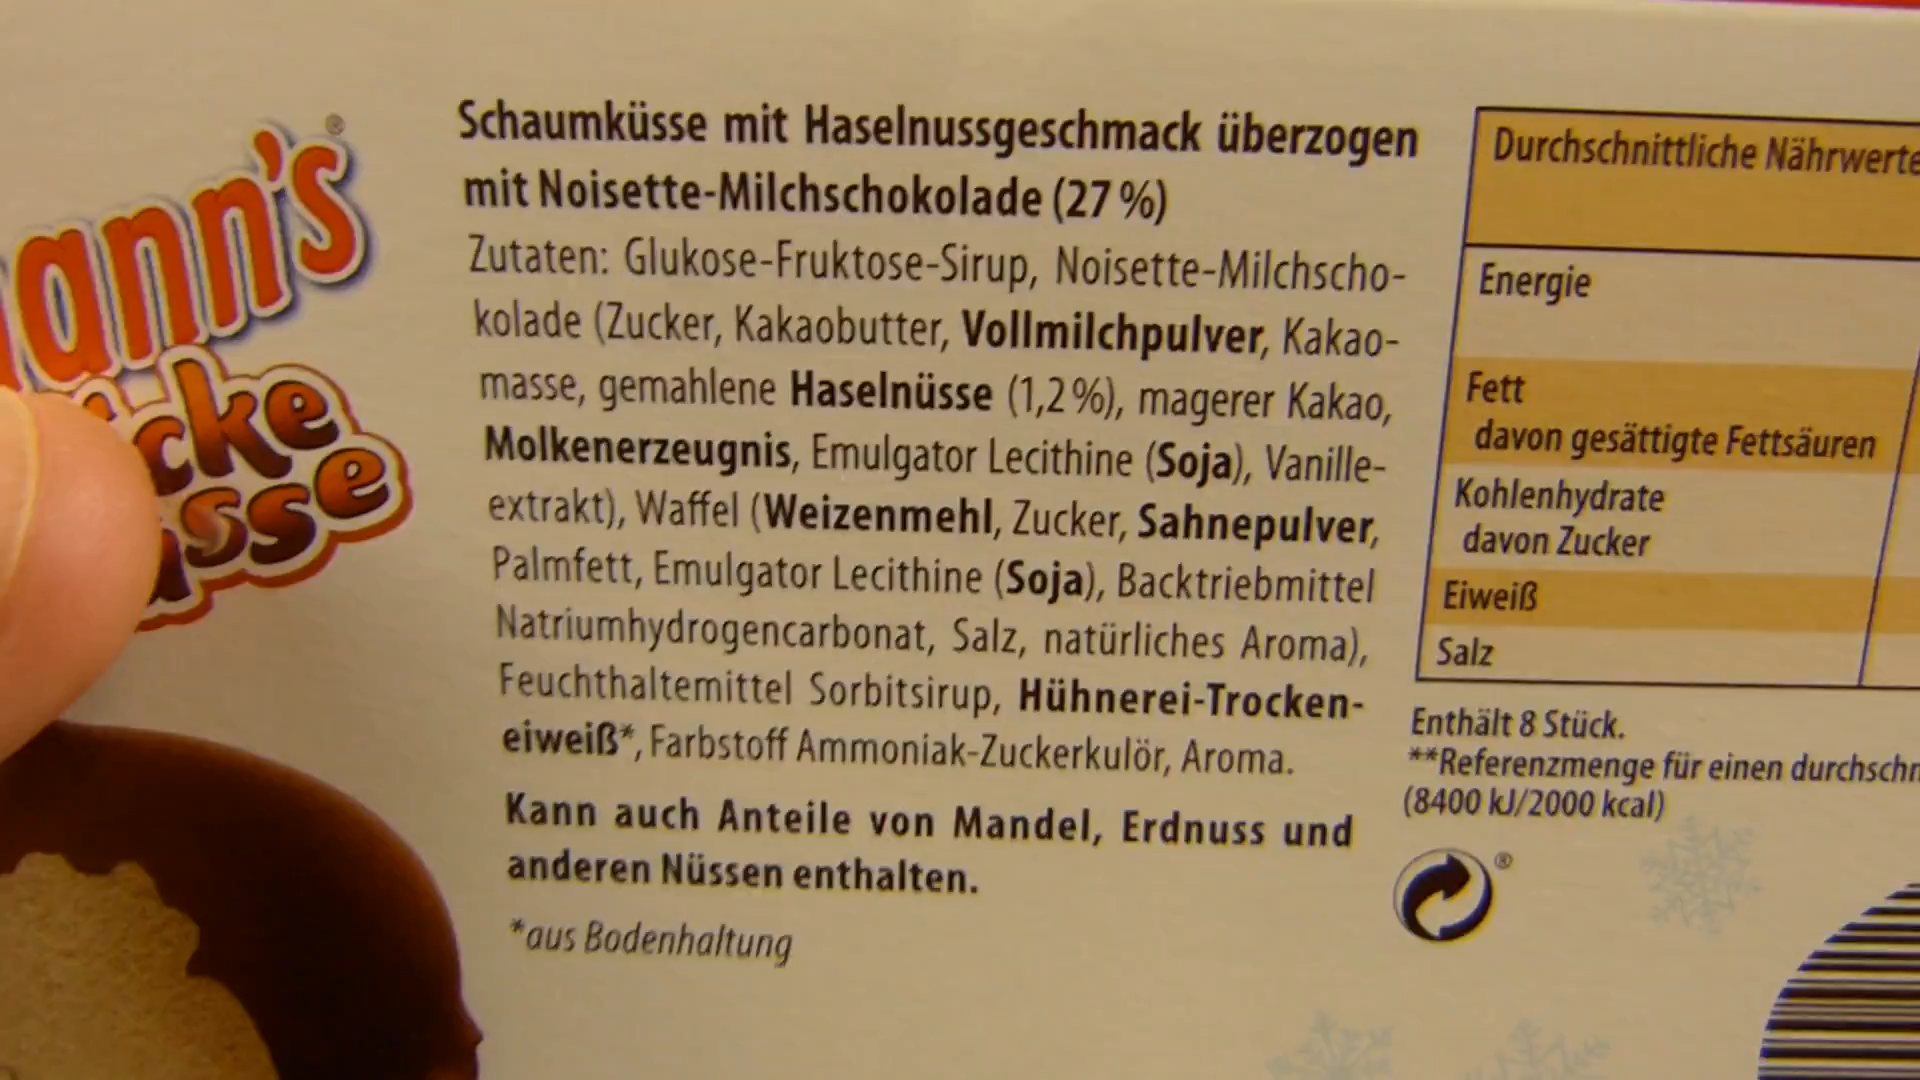 ann's®
icke
üsse
Schaumküsse mit Haselnussgeschmack überzogen
mit Noisette-Milchschokolade (27 %)
Zutaten: Glukose-Fruktose-Sirup, Noisette-Milchscho-
kolade (Zucker, Kakaobutter, Vollmilchpulver, Kakao-
masse, gemahlene Haselnüsse (1,2 %), magerer Kakao,
Molkenerzeugnis, Emulgator Lecithine (Soja), Vanille-
extrakt), Waffel (Weizenmehl, Zucker, Sahnepulver,
Palmfett, Emulgator Lecithine (Soja), Backtriebmittel
Natriumhydrogencarbonat, Salz, natürliches Aroma),
Feuchthaltemittel Sorbitsirup, Hühnerei-Trocken-
eiweiß*, Farbstoff Ammoniak-Zuckerkulör, Aroma.
Kann auch Anteile von Mandel, Erdnuss und
anderen Nüssen enthalten.
*aus Bodenhaltung
Durchschnittliche Nährwerte
Energie
Fett
davon gesättigte Fettsäuren
Kohlenhydrate
davon Zucker
Eiweiß
Salz
Enthält 8 Stück.
**Referenzmenge für einen durchschn
(8400 kJ/2000 kcal)
®